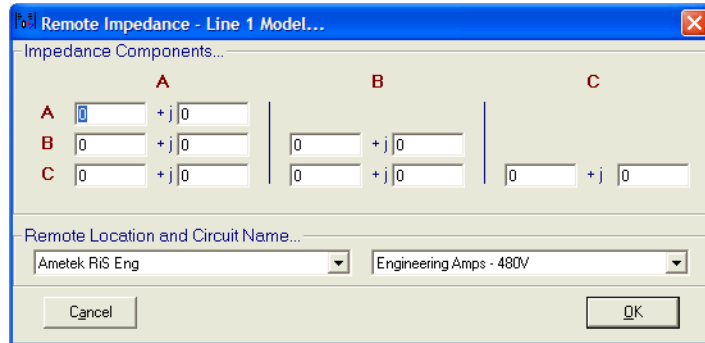 Remote Impedance - Line 1 Model...
Impedance Components...
A B C
A 0 + j 0
B 0 + j 0 0 + j 0
C 0 + j 0 0 + j 0 0 + j 0
Remote Location and Circuit Name...
Ametek RiS Eng Engineering Amps - 480V
Cancel OK